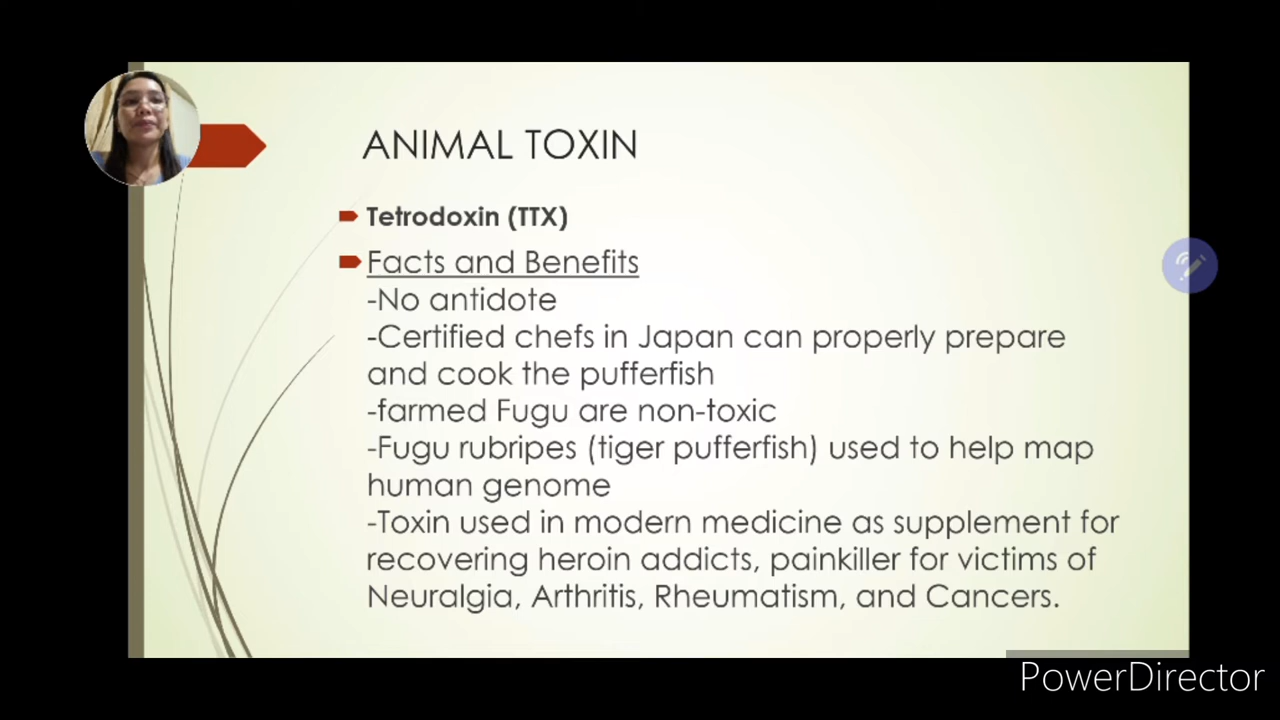 ANIMAL TOXIN
Tetrodoxin (TTX)
Facts and Benefits
-No antidote
-Certified chefs in Japan can properly prepare
and cook the pufferfish
-farmed Fugu are non-toxic
-Fugu rubripes (tiger pufferfish) used to help map
human genome
-Toxin used in modern medicine as supplement for
recovering heroin addicts, painkiller for victims of
Neuralgia, Arthritis, Rheumatism, and Cancers.
PowerDirector